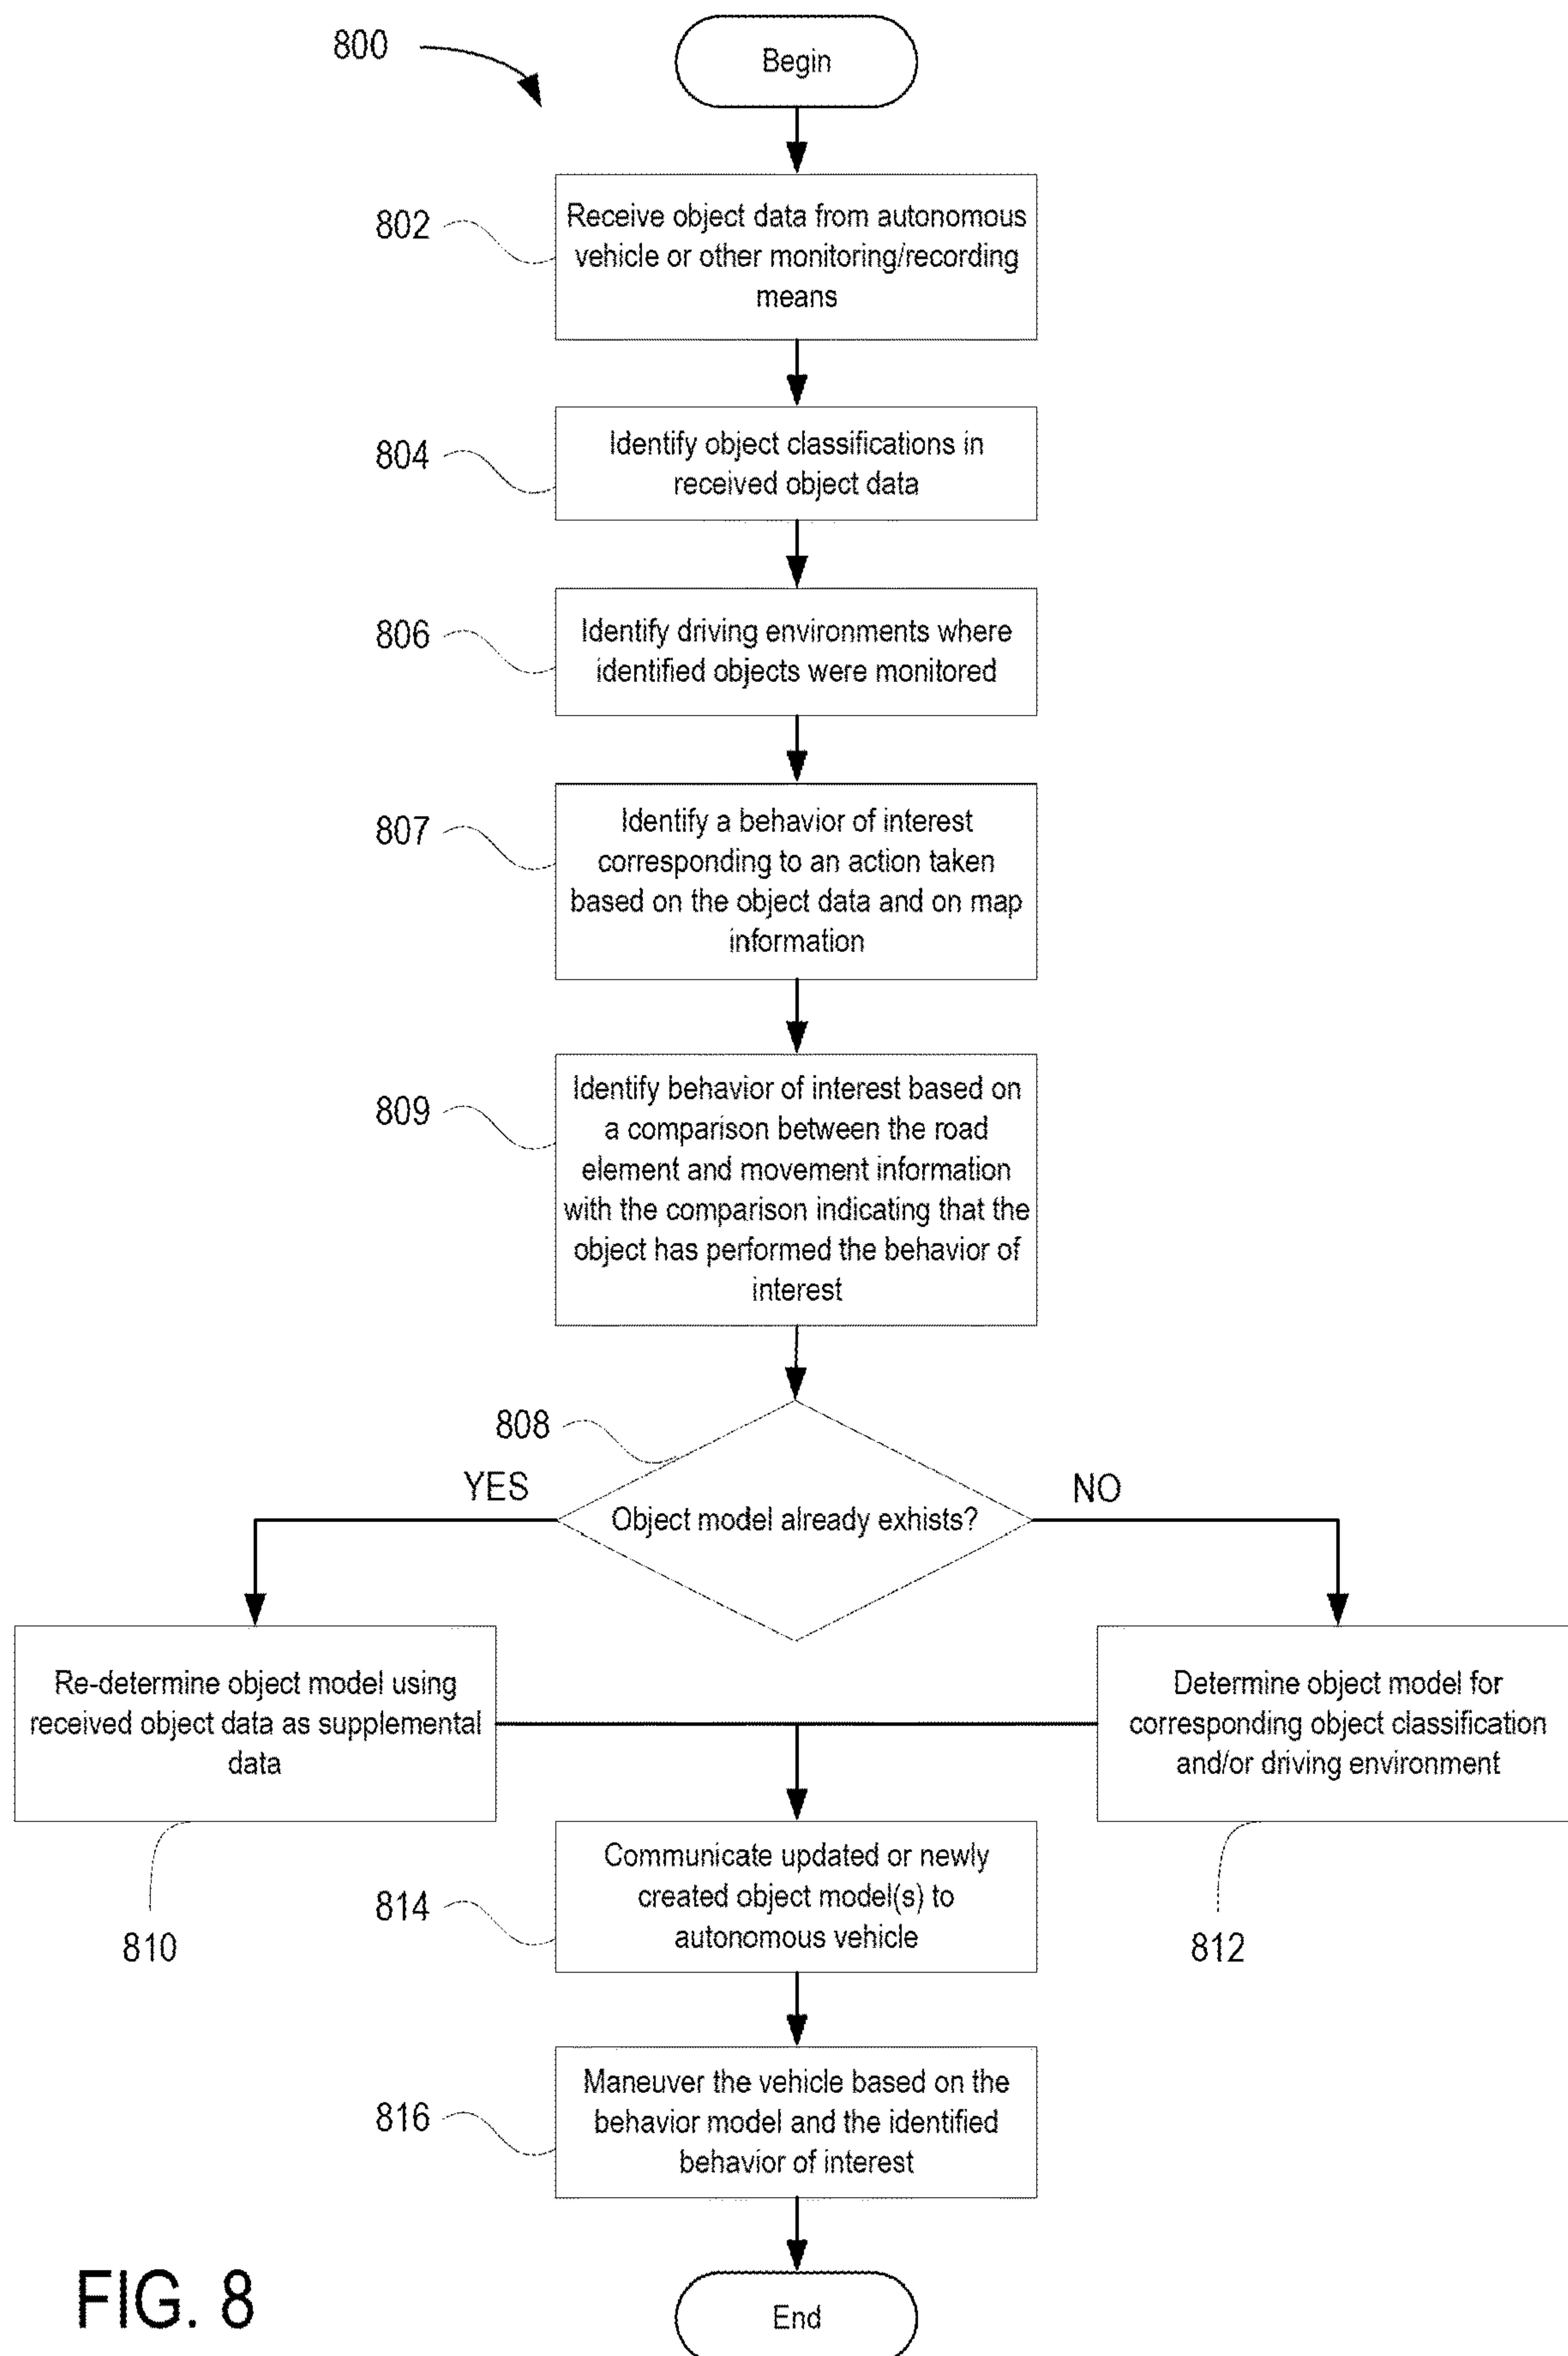 800
Begin
802
Receive object data from autonomous
vehicle or other monitoring/recording
means
804
Identify object classifications in
received object data
806
Identify driving environments where
identified objects were monitored
807
Identify a behavior of interest
corresponding to an action taken
based on the object data and on map
information
809
Identify behavior of interest based on
a comparison between the road
element and movement information
with the comparison indicating that the
object has performed the behavior of
interest
808
YES
NO
Object model already exhists?
Re-determine object model using
received object data as supplemental
data
810
Determine object model for
corresponding object classification
and/or driving environment
812
814
Communicate updated or newly
created object model(s) to
autonomous vehicle
816
Maneuver the vehicle based on the
behavior model and the identified
behavior of interest
End
FIG. 8